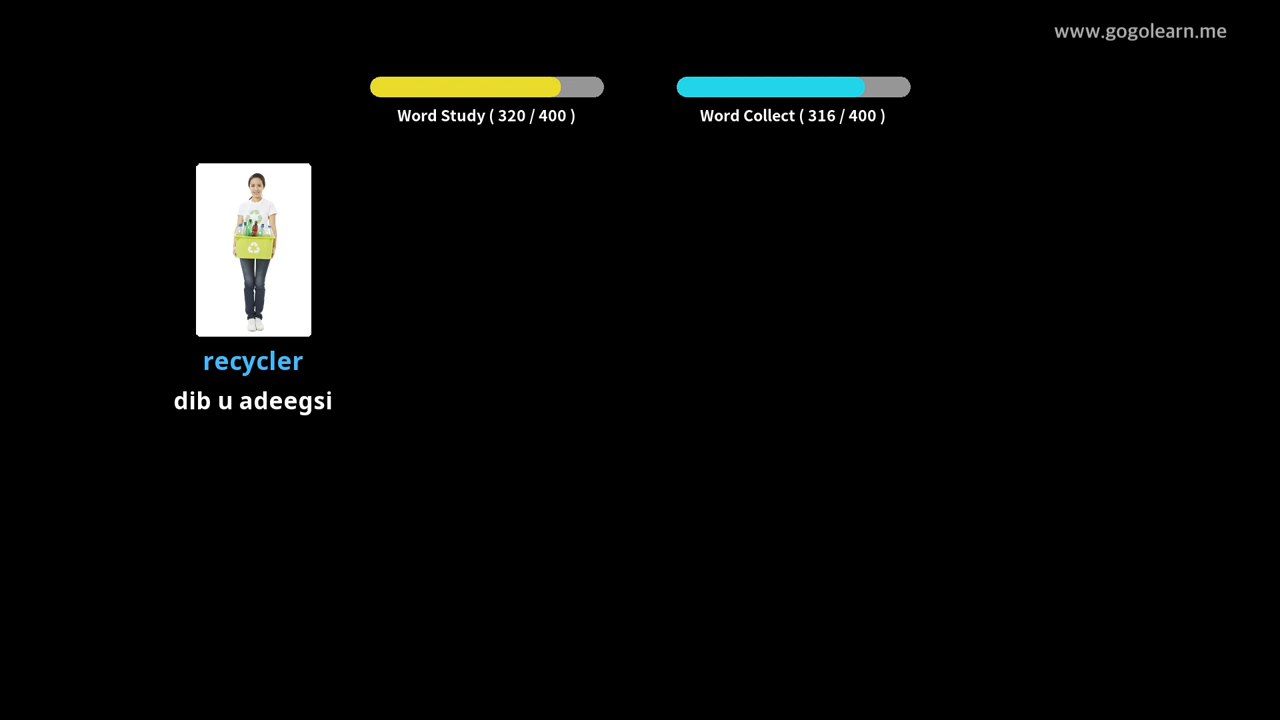 www.gogolearn.me
Word Study ( 320 / 400 )
Word Collect ( 316 / 400 )
recycler
dib u adeegsi